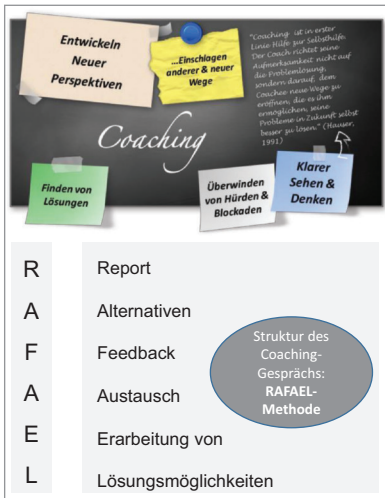 Entwickeln
Neuer
Perspektiven
...Einschlagen
anderer & neuer
Wege
"Coaching ist in erster
Linie Hilfe zur Selbsthilfe.
Der Coach richtet seine
Aufmerksamkeit nicht auf
die Problemlösung,
sondern darauf, dem
Coachee neue Wege zu
eröffnen, die es ihm
ermöglichen, seine
Probleme in Zukunft selbst
besser zu lösen." (Hauser,
1991)
Coaching
Finden von
Lösungen
Überwinden
von Hürden &
Blockaden
Klarer
Sehen &
Denken
R Report
A Alternativen
F Feedback
A Austausch
E Erarbeitung von
L Lösungsmöglichkeiten
Struktur des
Coaching-
Gesprächs:
RAFAEL-
Methode